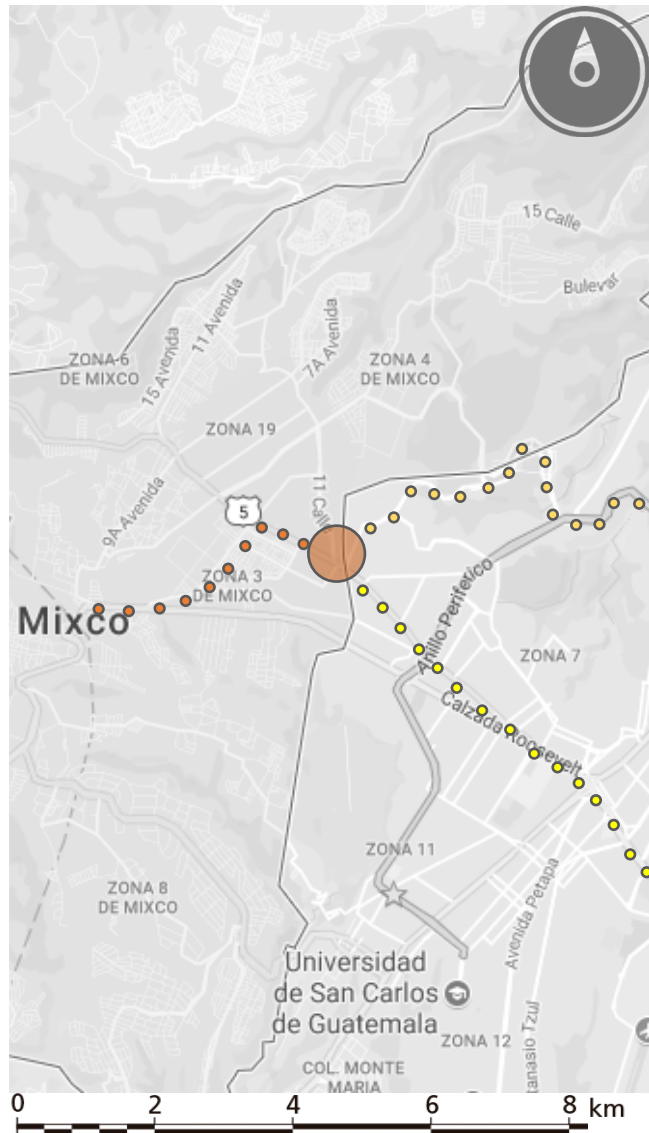 15 Calle
Bulevar
11 Avenida
7A Avenida
15 Avenida
ZONA 6
DE MIXCO
ZONA 4
DE MIXCO
ZONA 19
9A Avenida
11 Calle
5
ZONA 3
DE MIXCO
Mixco
Anillo Periferico
ZONA 7
Calzada Roosevelt
ZONA 11
ZONA 8
DE MIXCO
Avenida Petapa
Universidad
de San Carlos
de Guatemala
ZONA 12
tanasio Tzul
COL. MONTE
MARIA
0 2 4 6 8 km